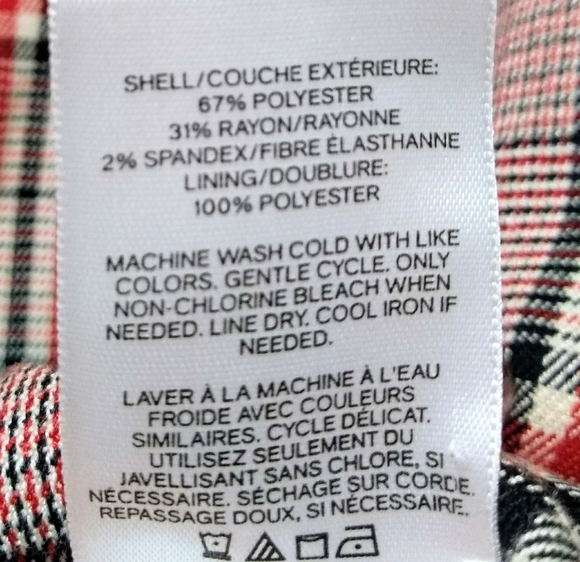 SHELL/COUCHE EXTÉRIEURE:
67% POLYESTER
31% RAYON/RAYONNE
2% SPANDEX/FIBRE ÉLASTHANNE
LINING/DOUBLURE:
100% POLYESTER
MACHINE WASH COLD WITH LIKE
COLORS. GENTLE CYCLE. ONLY
NON-CHLORINE BLEACH WHEN
NEEDED. LINE DRY. COOL IRON IF
NEEDED.
LAVER À LA MACHINE À L'EAU
FROIDE AVEC COULEURS
SIMILAIRES. CYCLE DÉLICAT.
UTILISEZ SEULEMENT DU
JAVELLISANT SANS CHLORE, SI
NÉCESSAIRE. SÉCHAGE SUR CORDE.
REPASSAGE DOUX, SI NÉCESSAIRE.